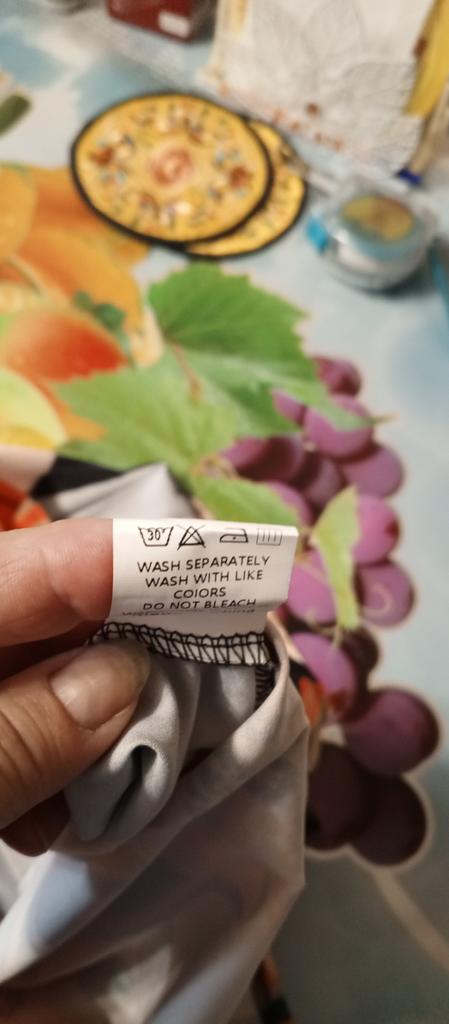 30°
WASH SEPARATELY
WASH WITH LIKE
COLORS
DO NOT BLEACH